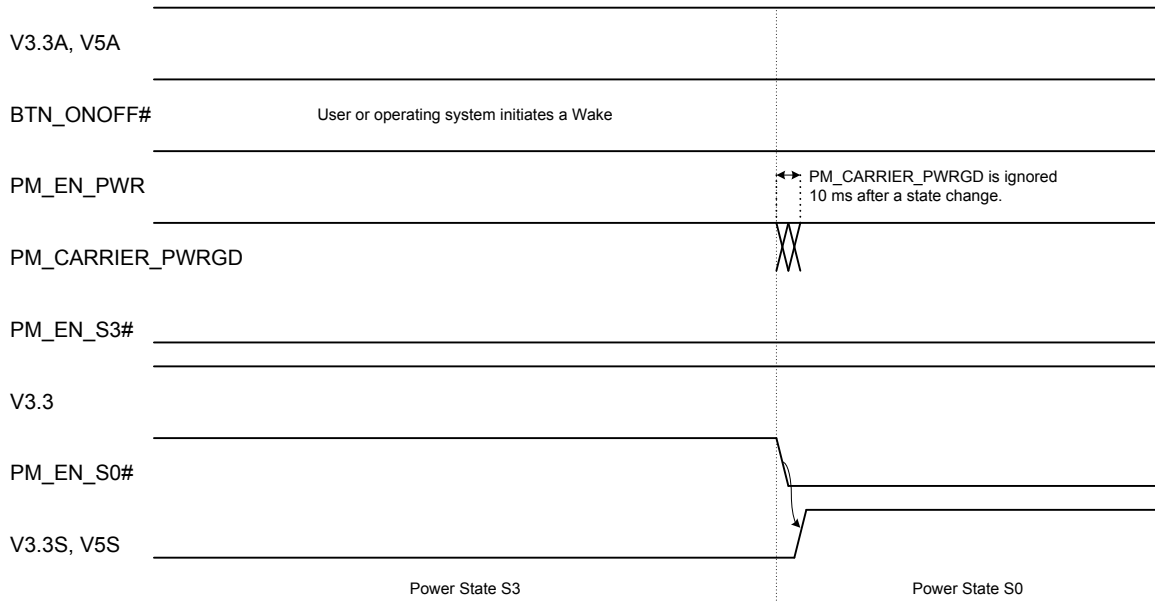 V3.3A, V5A
BTN_ONOFF#
User or operating system initiates a Wake
PM_EN_PWR
PM_CARRIER_PWRGD is ignored
10 ms after a state change.
PM_CARRIER_PWRGD
PM_EN_S3#
V3.3
PM_EN_S0#
V3.3S, V5S
Power State S3
Power State S0